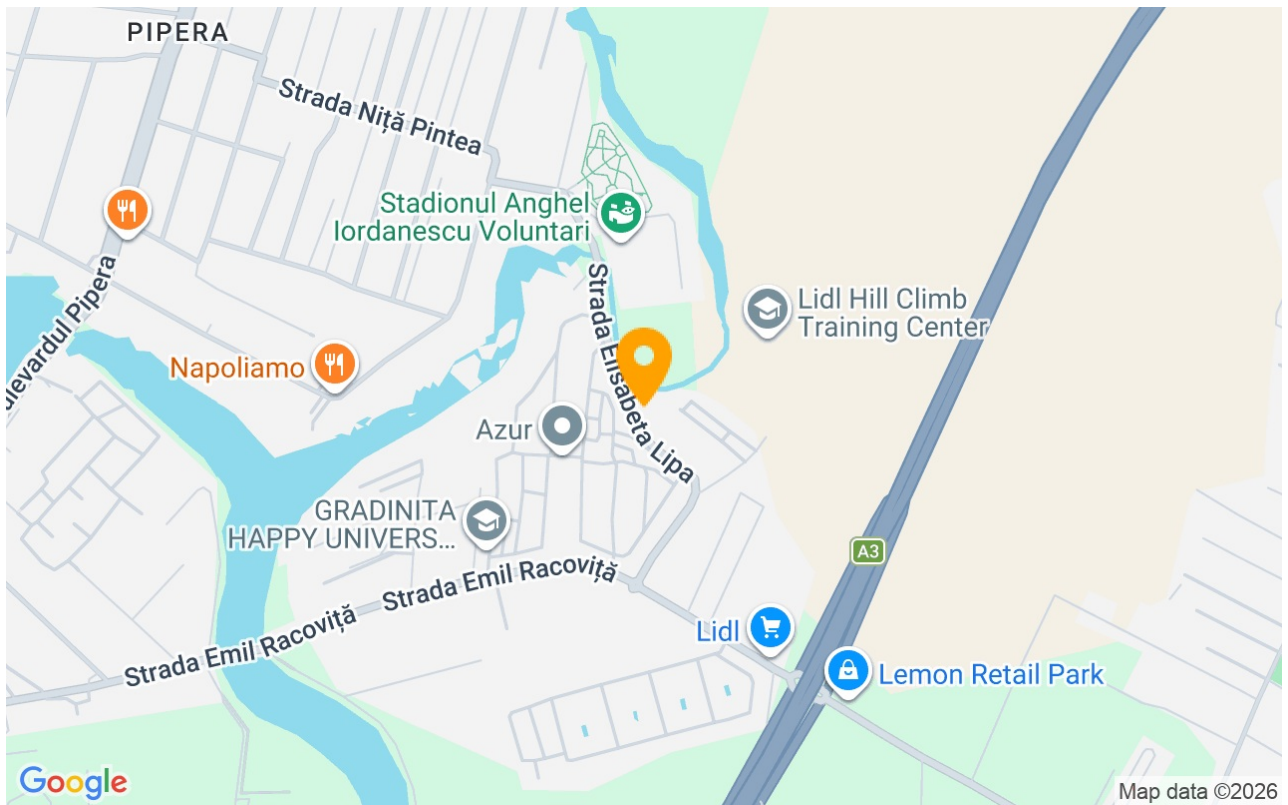 PIPERA
Strada Niță Pintea
Stadionul Anghel
Iordanescu Voluntari
Strada Elisabeta Lipa
Lidl Hill Climb
Training Center
levardul Pipera
Napoliamo
Azur
GRADINITA
HAPPY UNIVERS...
A3
Strada Emil Racoviță
Strada Emil Racoviță
Lidl
Lemon Retail Park
Google
Map data ©2026